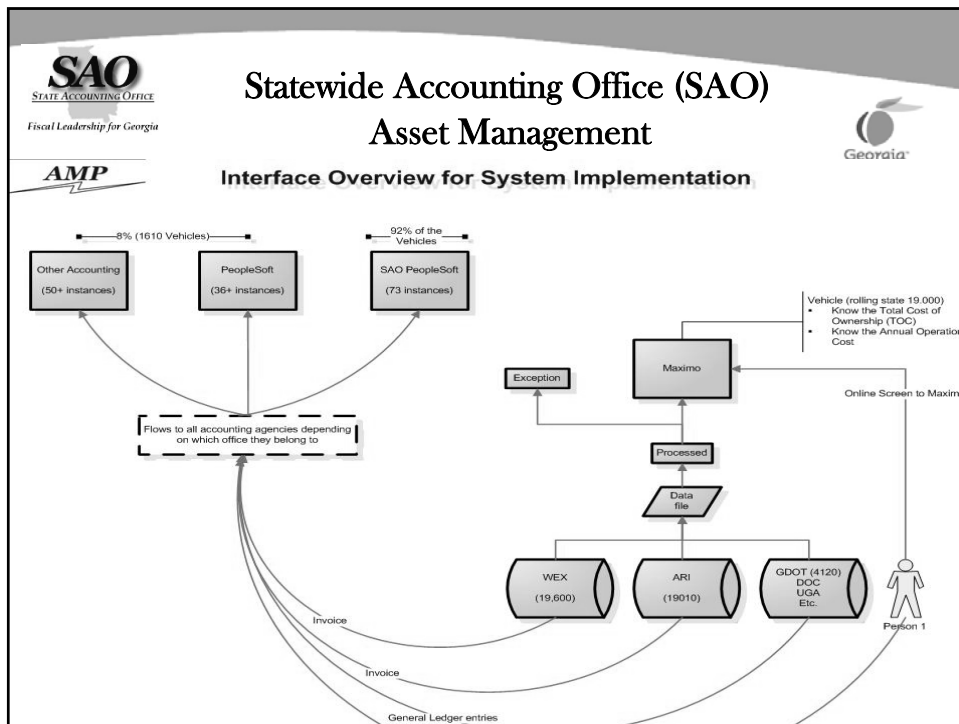 SAO
STATE ACCOUNTING OFFICE
Fiscal Leadership for Georgia
AMP
Statewide Accounting Office (SAO)
Asset Management
Georgia
Interface Overview for System Implementation
8% (1610 Vehicles)
92% of the
Vehicles
Other Accounting
(50+ instances)
PeopleSoft
(36+ instances)
SAO PeopleSoft
(73 instances)
Vehicle (rolling state 19.000)
▪ Know the Total Cost of
Ownership (TOC)
▪ Know the Annual Operation
Cost
Maximo
Exception
Online Screen to Maxim
Flows to all accounting agencies depending
on which office they belong to
Processed
Data
file
WEX
(19,600)
ARI
(19010)
GDOT (4120)
DOC
UGA
Etc.
Person 1
Invoice
Invoice
General Ledger entries